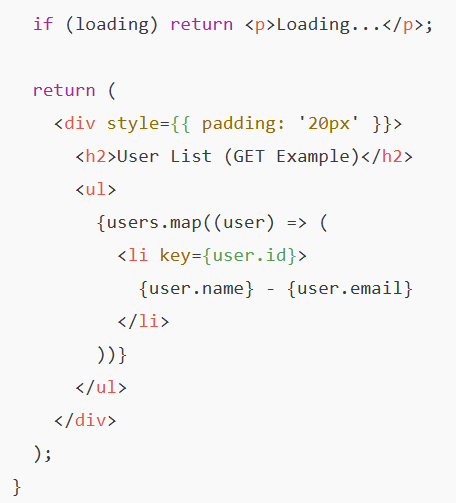 if (loading) return <p>Loading...</p>;
return (
<div style={{ padding: '20px' }}>
<h2>User List (GET Example)</h2>
<ul>
{users.map((user) => (
<li key={user.id}>
{user.name} - {user.email}
</li>
))}
</ul>
</div>
);
}